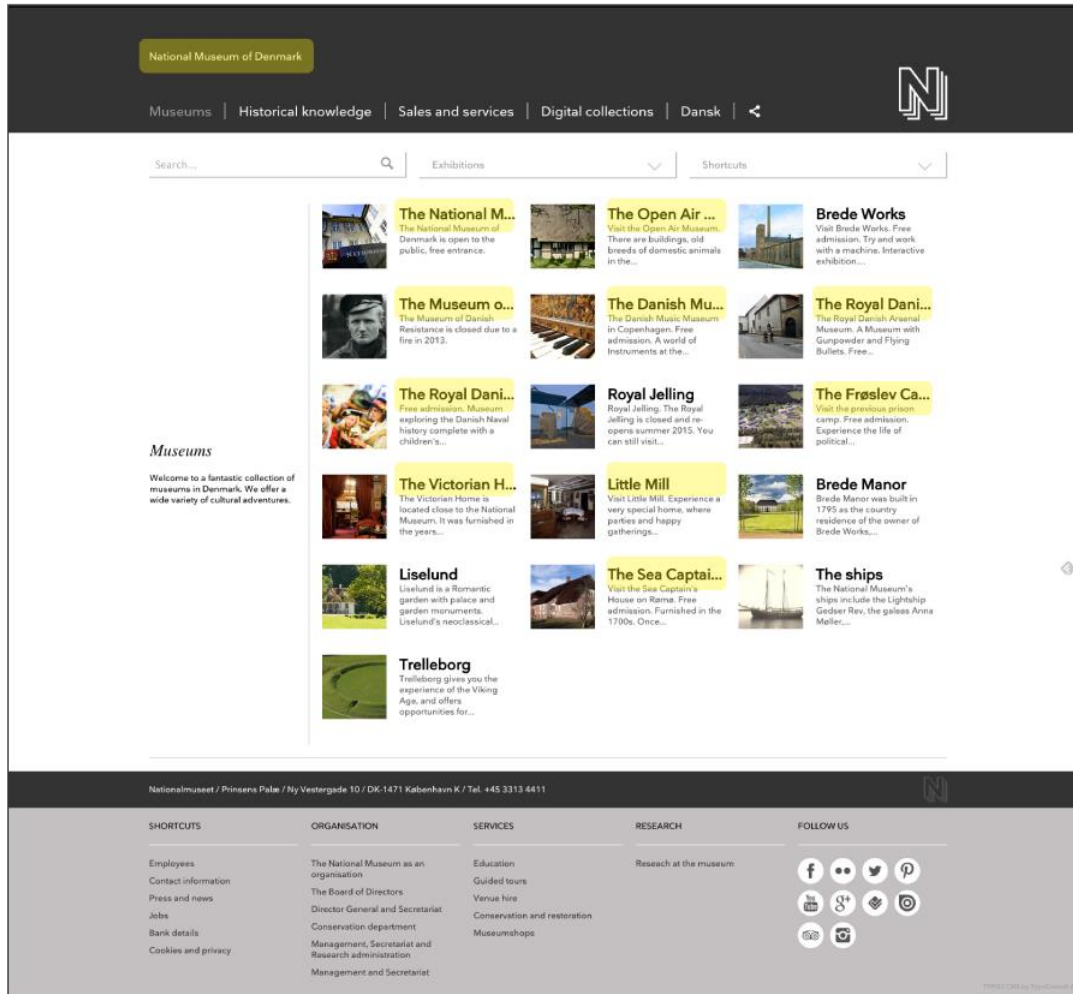 National Museum of Denmark
Museums | Historical knowledge | Sales and services | Digital collections | Dansk
Search...
Exhibitions
Shortcuts
The National M...
The National Museum of
Denmark is open to the
public, free entrance.
The Open Air ...
Visit the Open Air Museum.
There are buildings, old
breeds of domestic animals
in the...
Brede Works
Visit Brede Works. Free
admission. Try and work
with a machine. Interactive
exhibition....
The Museum o...
The Museum of Danish
Resistance is closed due to a
fire in 2013.
The Danish Mu...
The Danish Music Museum
in Copenhagen. Free
admission. A world of
Instruments at the...
The Royal Dani...
The Royal Danish Arsenal
Museum. A Museum with
Gunpowder and Flying
Bullets. Free...
The Royal Dani...
Free admission. Museum
exploring the Danish Naval
history complete with a
children's...
Royal Jelling
Royal Jelling. The Royal
Jelling is closed and re-
opens summer 2015. You
can still visit...
The Frøslev Ca...
Visit the previous prison
camp. Free admission.
Experience the life of
political...
Museums
Welcome to a fantastic collection of
museums in Denmark. We offer a
wide variety of cultural adventures.
The Victorian H...
The Victorian Home is
located close to the National
Museum. It was furnished in
the years...
Little Mill
Visit Little Mill. Experience a
very special home, where
parties and happy
gatherings...
Brede Manor
Brede Manor was built in
1795 as the country
residence of the owner of
Brede Works,...
Liselund
Liselund is a Romantic
garden with palace and
garden monuments.
Liselund's neoclassical...
The Sea Captai...
Visit the Sea Captain's
House on Rømø. Free
admission. Furnished in the
1700s. Once...
The ships
The National Museum's
ships include the Lightship
Gedser Rev, the galeas Anna
Møller,...
Trelleborg
Trelleborg gives you the
experience of the Viking
Age, and offers
opportunities for...
Nationalmuseet / Prinsens Palæ / Ny Vestergade 10 / DK-1471 København K / Tel. +45 3313 4411
SHORTCUTS
Employees
Contact information
Press and news
Jobs
Bank details
Cookies and privacy
ORGANISATION
The National Museum as an
organisation
The Board of Directors
Director General and Secretariat
Conservation department
Management, Secretariat and
Research administration
Management and Secretariat
SERVICES
Education
Guided tours
Venue hire
Conservation and restoration
Museumshops
RESEARCH
Reseach at the museum
FOLLOW US